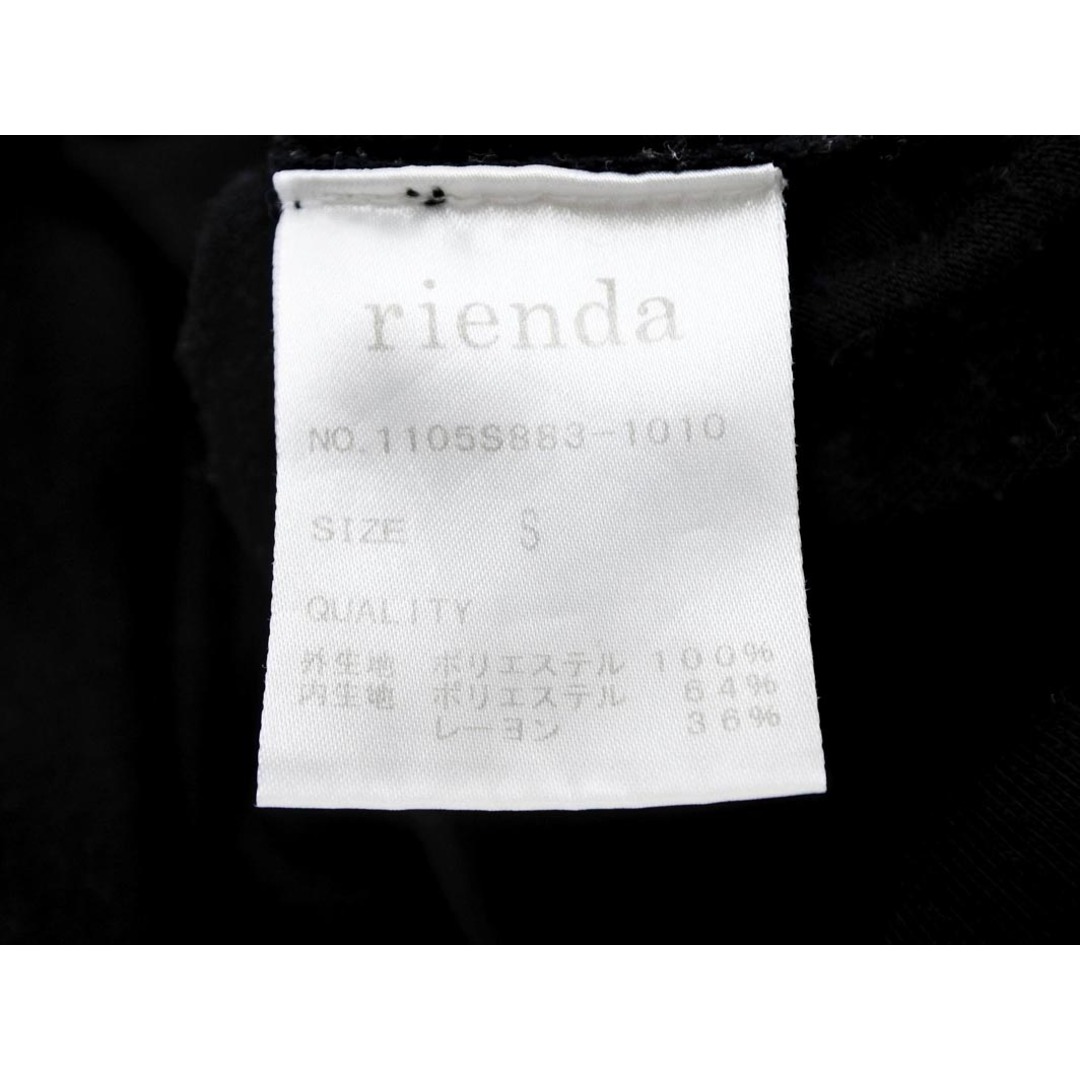 rienda
NO.1105S883-1010
SIZE S
QUALITY
外生地 ポリエステル 100%
内生地 ポリエステル 64%
レーヨン 36%